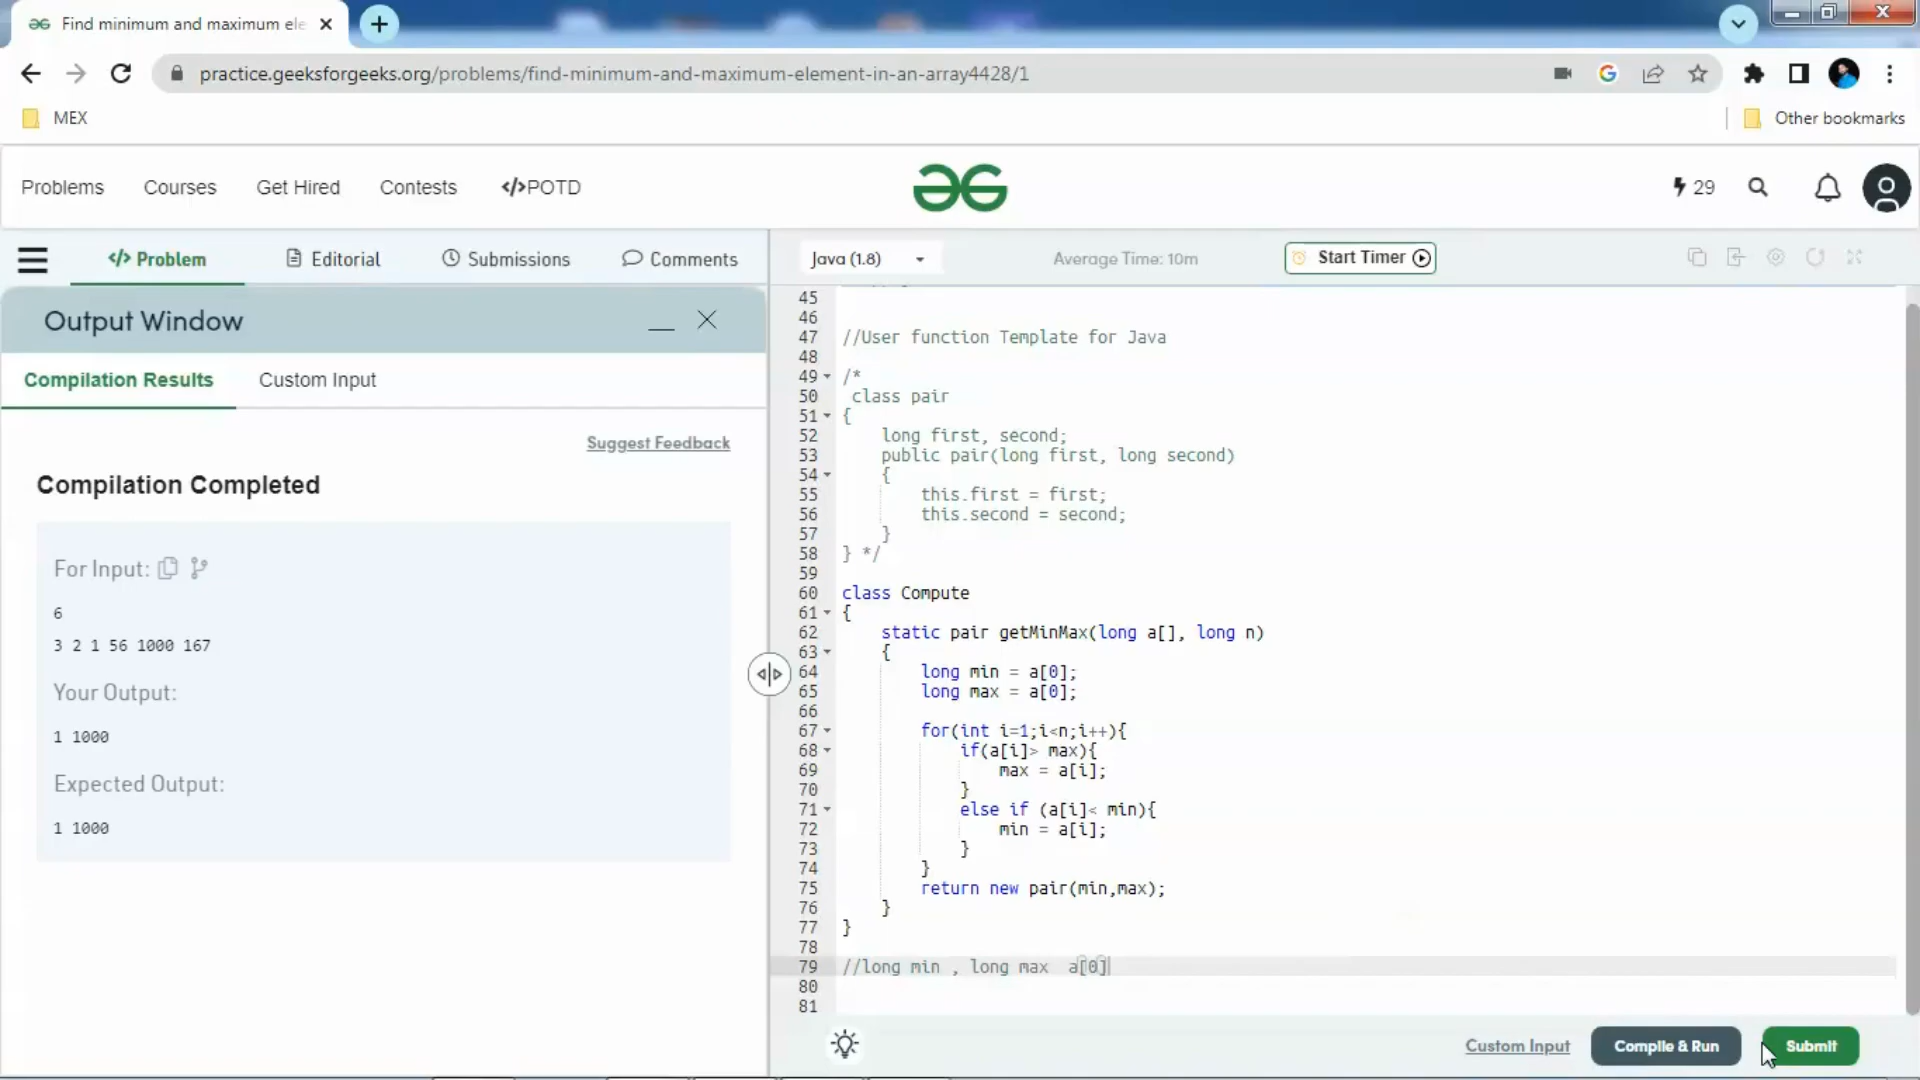 Find minimum and maximum ele
practice.geeksforgeeks.org/problems/find-minimum-and-maximum-element-in-an-array4428/1
MEX
Other bookmarks
Problems Courses Get Hired Contests </>POTD
29
</> Problem Editorial Submissions Comments
Java (1.8) Average Time: 10m Start Timer
Output Window
Compilation Results Custom Input
Suggest Feedback
Compilation Completed
For Input:
6
3 2 1 56 1000 167
Your Output:
1 1000
Expected Output:
1 1000
45
46
47 //User function Template for Java
48
49 /*
50 class pair
51 {
52 long first, second;
53 public pair(long first, long second)
54 {
55 this.first = first;
56 this.second = second;
57 }
58 } */
59
60 class Compute
61 {
62 static pair getMinMax(long a[], long n)
63 {
64 long min = a[0];
65 long max = a[0];
66
67 for(int i=1;i<n;i++){
68 if(a[i]> max){
69 max = a[i];
70 }
71 else if (a[i]< min){
72 min = a[i];
73 }
74 }
75 return new pair(min,max);
76 }
77 }
78
79 //long min , long max a[0]
80
81
Custom Input Compile & Run Submit